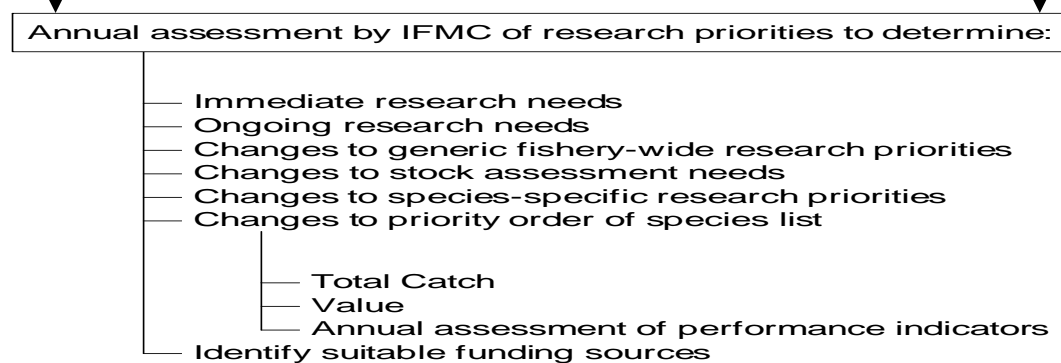 Annual assessment by IFMC of research priorities to determine:
Immediate research needs
Ongoing research needs
Changes to generic fishery-wide research priorities
Changes to stock assessment needs
Changes to species-specific research priorities
Changes to priority order of species list
Total Catch
Value
Annual assessment of performance indicators
Identify suitable funding sources